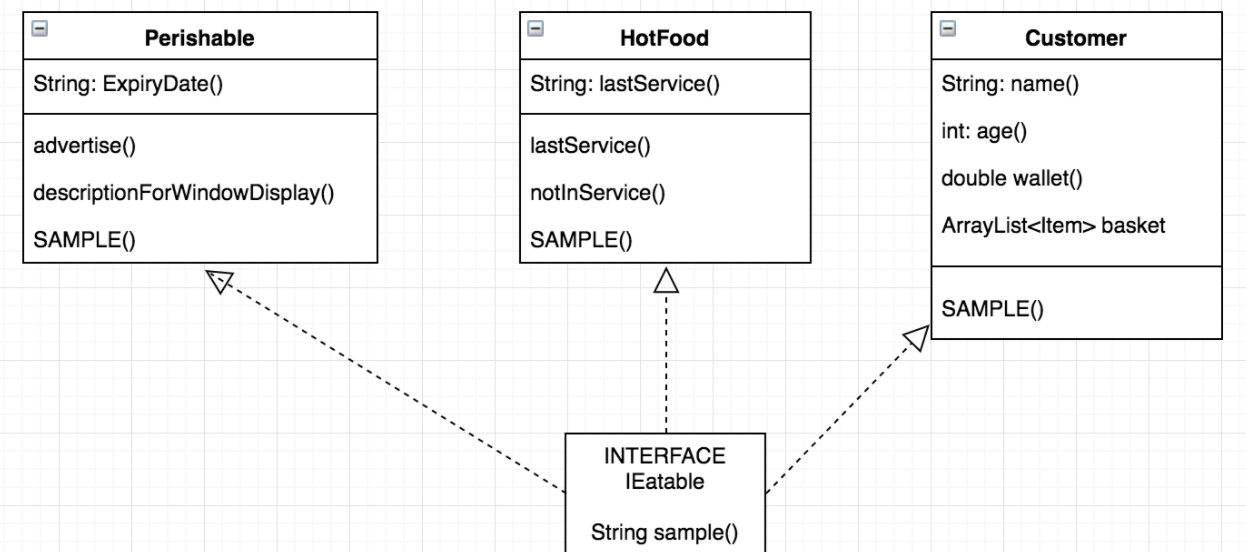 Perishable
String: ExpiryDate()
advertise()
descriptionForWindowDisplay()
SAMPLE()
HotFood
String: lastService()
lastService()
notInService()
SAMPLE()
Customer
String: name()
int: age()
double wallet()
ArrayList<Item> basket
SAMPLE()
INTERFACE
IEatable
String sample()